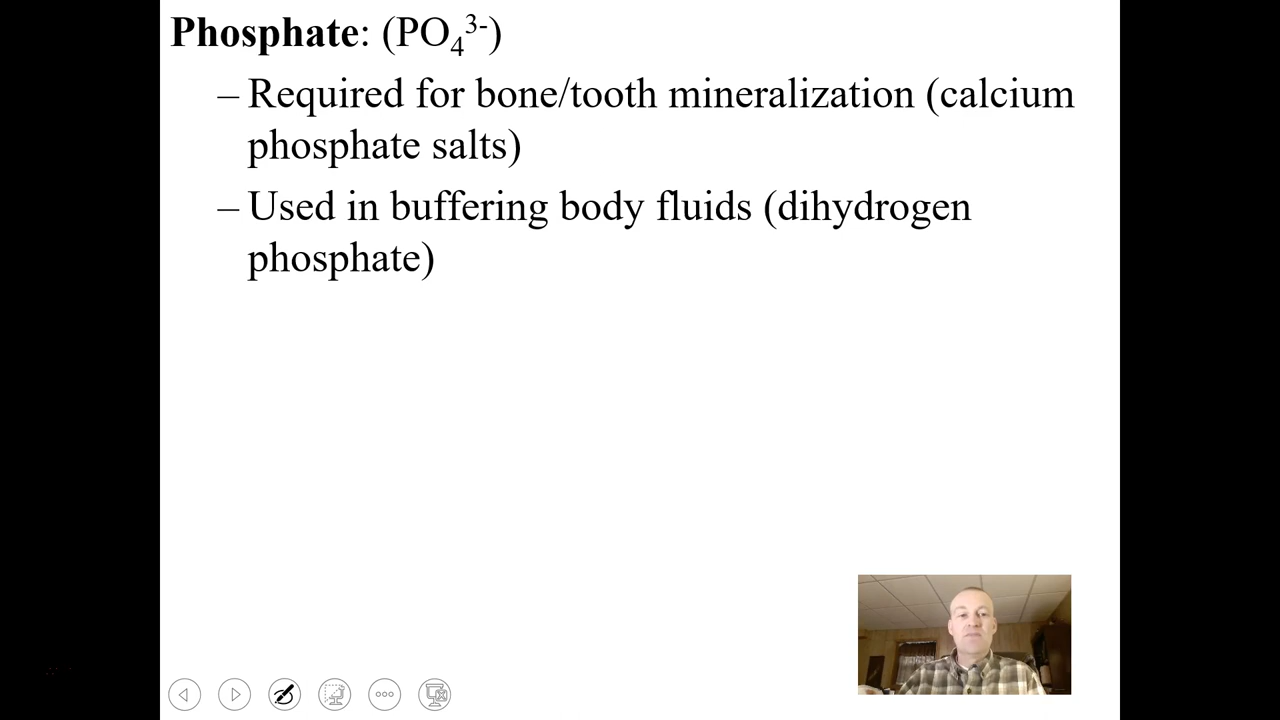 Phosphate: (PO₄³⁻)
– Required for bone/tooth mineralization (calcium
phosphate salts)
– Used in buffering body fluids (dihydrogen
phosphate)